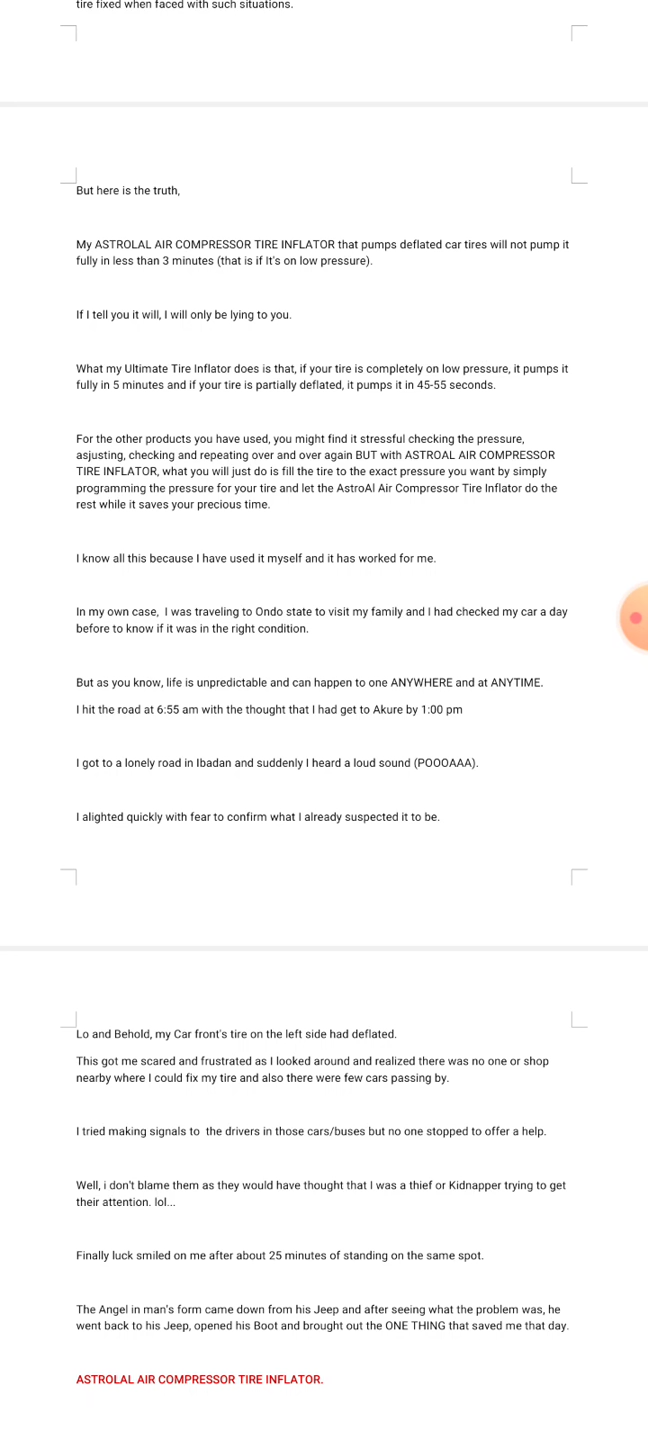 tire fixed when faced with such situations.
But here is the truth,
My ASTROLAL AIR COMPRESSOR TIRE INFLATOR that pumps deflated car tires will not pump it
fully in less than 3 minutes (that is if It's on low pressure).
If I tell you it will, I will only be lying to you.
What my Ultimate Tire Inflator does is that, if your tire is completely on low pressure, it pumps it
fully in 5 minutes and if your tire is partially deflated, it pumps it in 45-55 seconds.
For the other products you have used, you might find it stressful checking the pressure,
asjusting, checking and repeating over and over again BUT with ASTROAL AIR COMPRESSOR
TIRE INFLATOR, what you will just do is fill the tire to the exact pressure you want by simply
programming the pressure for your tire and let the AstroAl Air Compressor Tire Inflator do the
rest while it saves your precious time.
I know all this because I have used it myself and it has worked for me.
In my own case,  I was traveling to Ondo state to visit my family and I had checked my car a day
before to know if it was in the right condition.
But as you know, life is unpredictable and can happen to one ANYWHERE and at ANYTIME.
I hit the road at 6:55 am with the thought that I had get to Akure by 1:00 pm
I got to a lonely road in Ibadan and suddenly I heard a loud sound (POOOAAA).
I alighted quickly with fear to confirm what I already suspected it to be.
Lo and Behold, my Car front's tire on the left side had deflated.
This got me scared and frustrated as I looked around and realized there was no one or shop
nearby where I could fix my tire and also there were few cars passing by.
I tried making signals to  the drivers in those cars/buses but no one stopped to offer a help.
Well, i don't blame them as they would have thought that I was a thief or Kidnapper trying to get
their attention. lol...
Finally luck smiled on me after about 25 minutes of standing on the same spot.
The Angel in man's form came down from his Jeep and after seeing what the problem was, he
went back to his Jeep, opened his Boot and brought out the ONE THING that saved me that day.
ASTROLAL AIR COMPRESSOR TIRE INFLATOR.